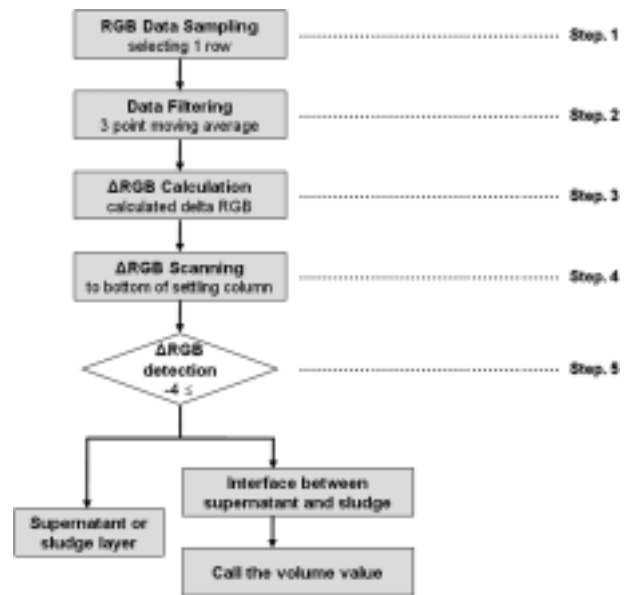 RGB Data Sampling
selecting 1 row
Step. 1
Data Filtering
3 point moving average
Step. 2
ΔRGB Calculation
calculated delta RGB
Step. 3
ΔRGB Scanning
to bottom of settling column
Step. 4
ΔRGB
detection
-4 ≤
Step. 5
Interface between
supernatant and sludge
Supernatant or
sludge layer
Call the volume value